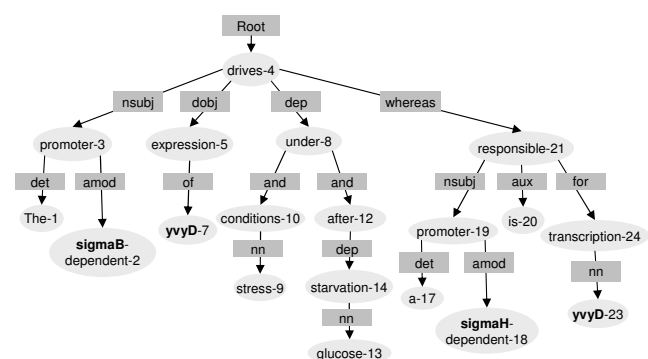 Root
drives-4
nsubj dobj dep whereas
promoter-3 expression-5 under-8 responsible-21
det amod of and and nsubj aux for
The-1 yvyD-7 conditions-10 after-12 promoter-19 is-20 transcription-24
sigmaB-
dependent-2
nn dep det amod nn
stress-9 starvation-14 a-17 yvyD-23
nn
sigmaH-
dependent-18
glucose-13